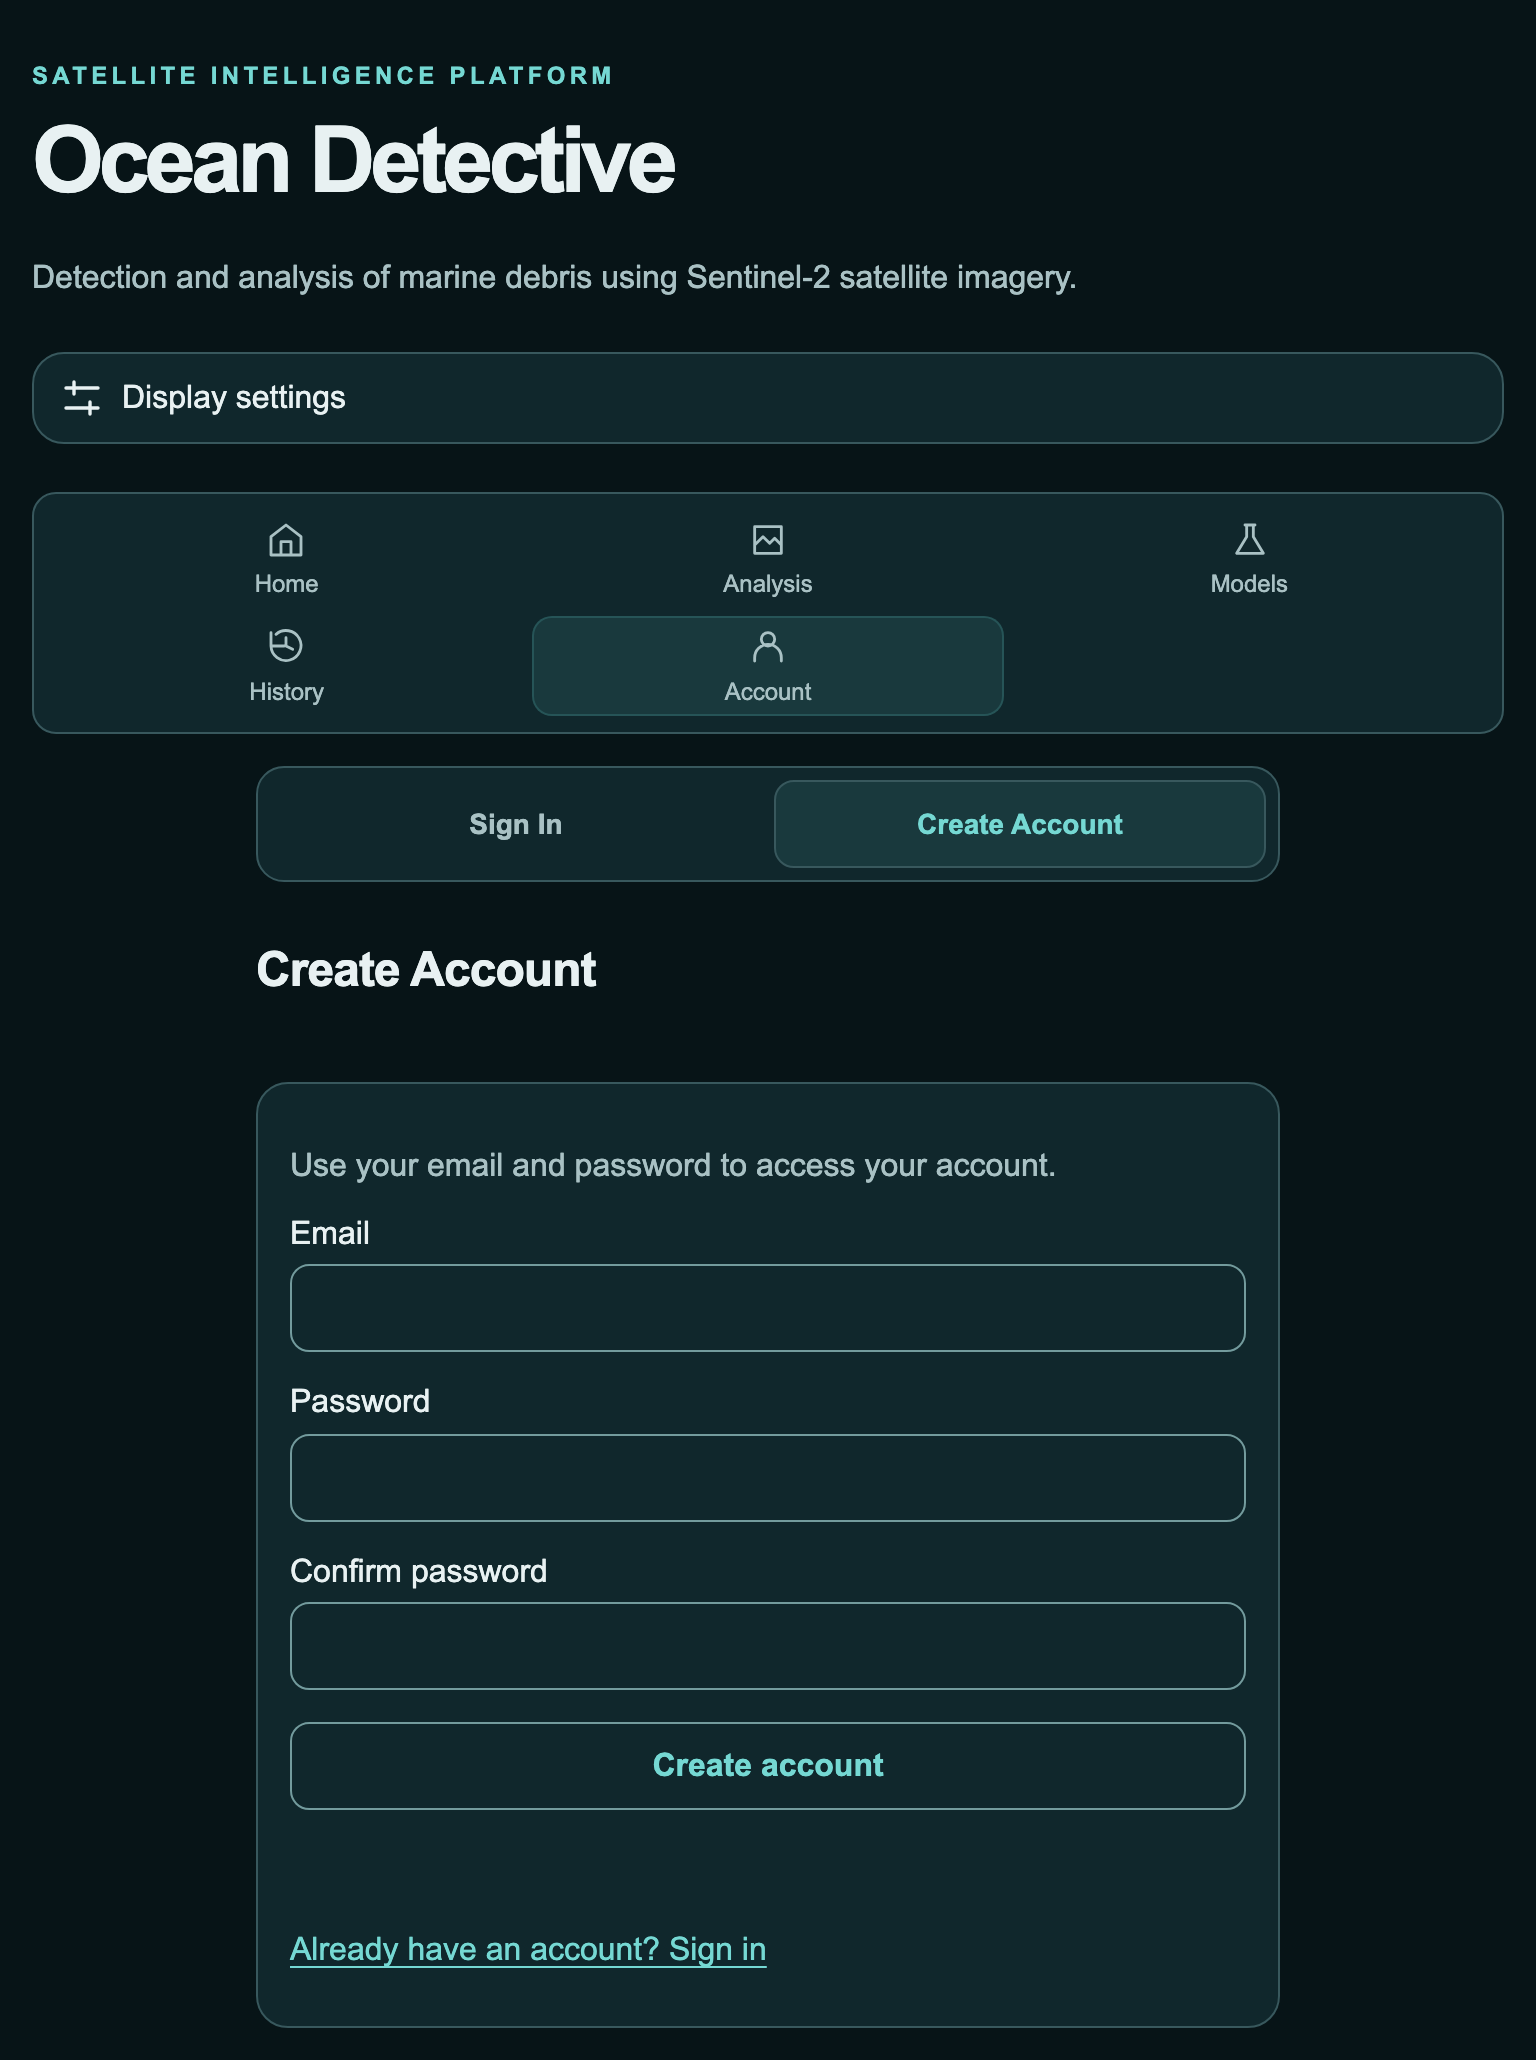 SATELLITE INTELLIGENCE PLATFORM
Ocean Detective
Detection and analysis of marine debris using Sentinel-2 satellite imagery.
Display settings
Home
Analysis
Models
History
Account
Sign In
Create Account
Create Account
Use your email and password to access your account.
Email
Password
Confirm password
Create account
Already have an account? Sign in